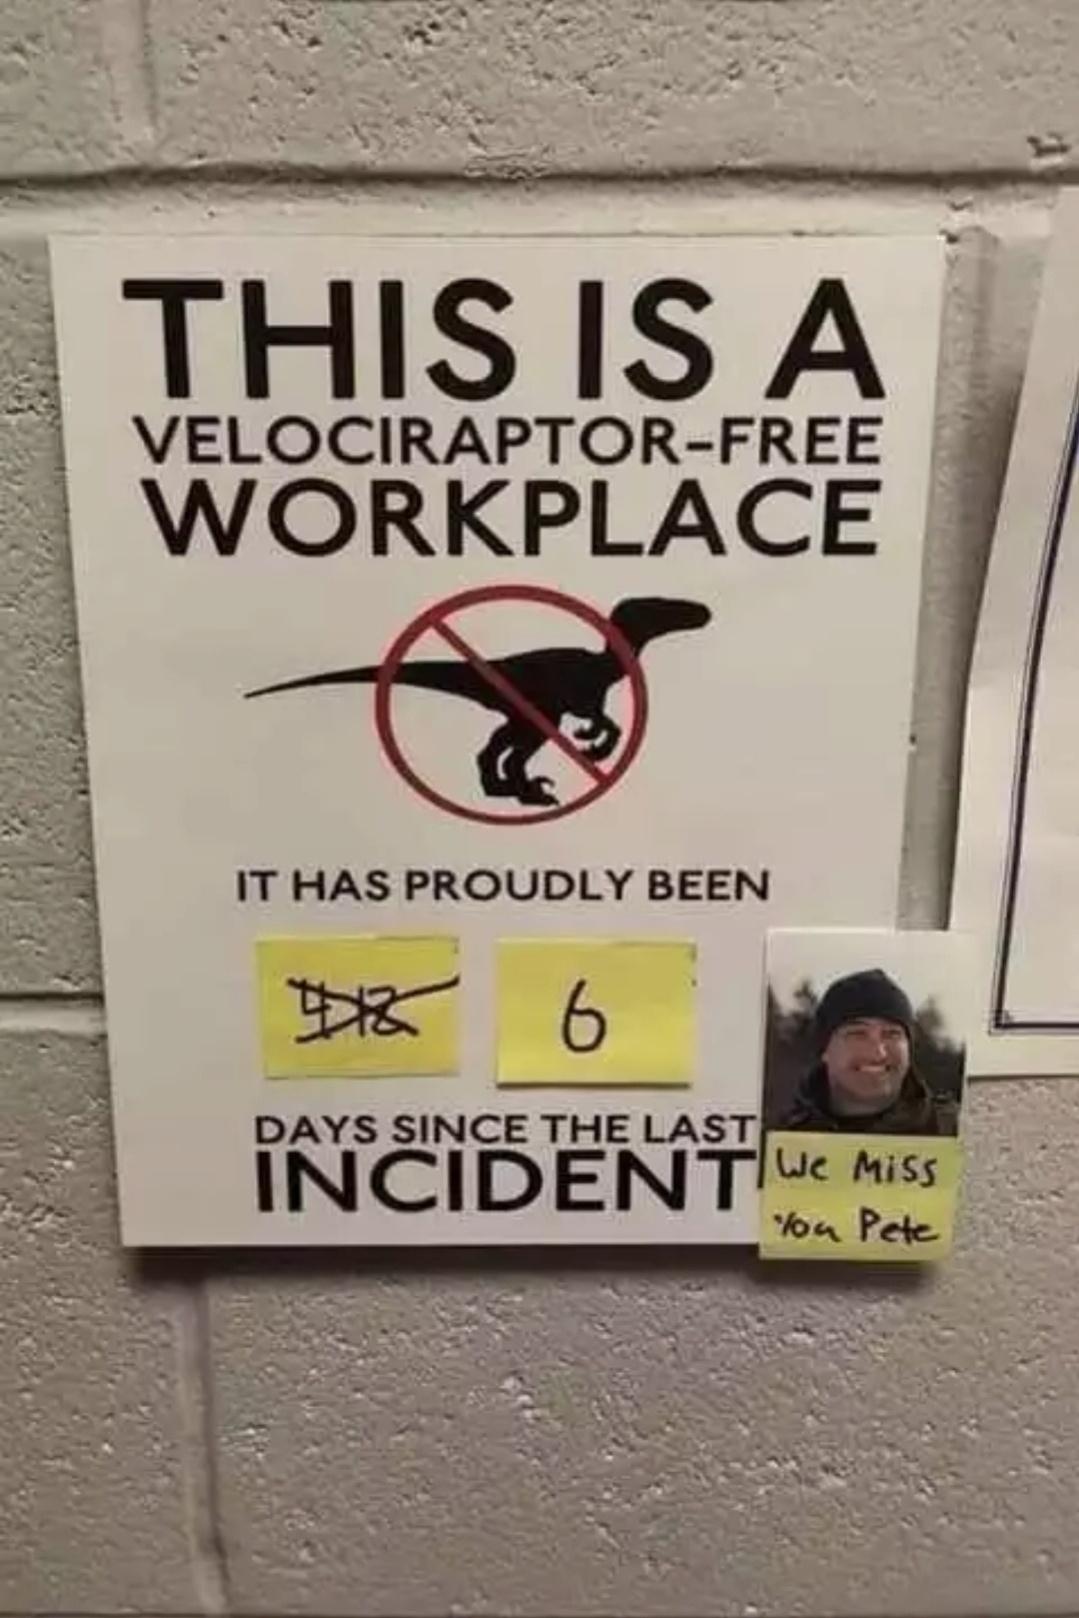 THIS IS A
VELOCIRAPTOR-FREE
WORKPLACE
IT HAS PROUDLY BEEN
412 6
DAYS SINCE THE LAST
INCIDENT
We Miss
You Pete